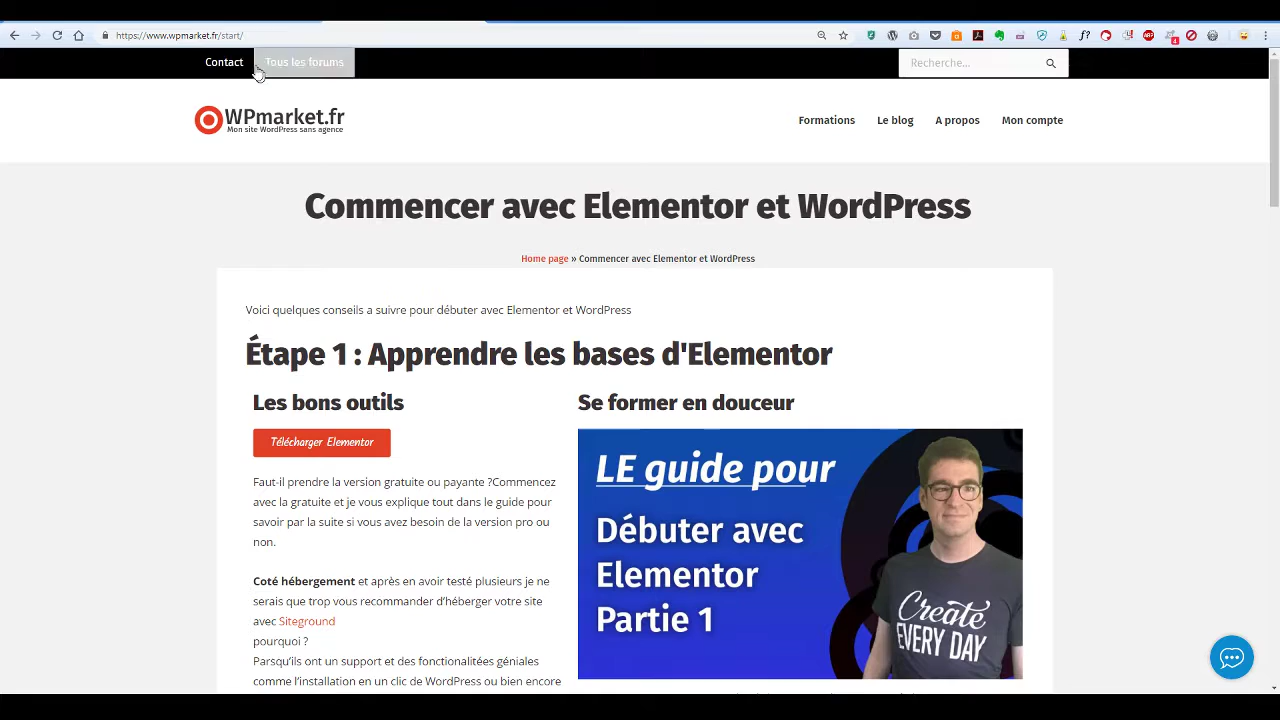 https://www.wpmarket.fr/start/
Contact
Tous les forums
Recherche...
WPmarket.fr
Mon site WordPress sans agence
Formations
Le blog
A propos
Mon compte
Commencer avec Elementor et WordPress
Home page » Commencer avec Elementor et WordPress
Voici quelques conseils a suivre pour débuter avec Elementor et WordPress
Étape 1 : Apprendre les bases d'Elementor
Les bons outils
Télécharger Elementor
Faut-il prendre la version gratuite ou payante ?Commencez
avec la gratuite et je vous explique tout dans le guide pour
savoir par la suite si vous avez besoin de la version pro ou
non.
Coté hébergement et après en avoir testé plusieurs je ne
serais que trop vous recommander d’héberger votre site
avec Siteground
pourquoi ?
Parsqu’ils ont un support et des fonctionalitées géniales
comme l’installation en un clic de WordPress ou bien encore
Se former en douceur
LE guide pour
Débuter avec
Elementor
Partie 1
Create
EVERY DAY